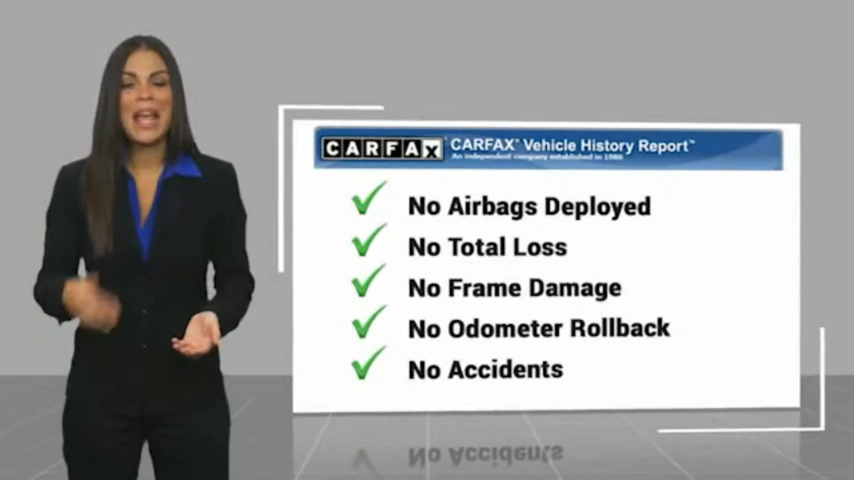 CARFAX CARFAX® Vehicle History Report™
An independent company established in 1986
No Airbags Deployed
No Total Loss
No Frame Damage
No Odometer Rollback
No Accidents
No Accidents